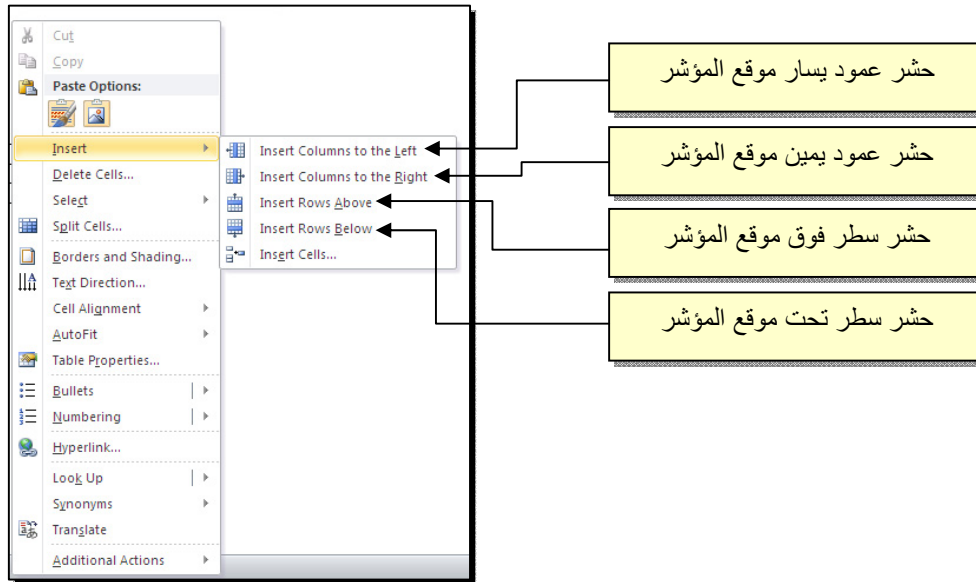 Cut
Copy
Paste Options:
Insert
Delete Cells...
Select
Split Cells...
Borders and Shading...
Text Direction...
Cell Alignment
AutoFit
Table Properties...
Bullets
Numbering
Hyperlink...
Look Up
Synonyms
Translate
Additional Actions
Insert Columns to the Left
Insert Columns to the Right
Insert Rows Above
Insert Rows Below
Insert Cells...
حشر عمود يسار موقع المؤشر
حشر عمود يمين موقع المؤشر
حشر سطر فوق موقع المؤشر
حشر سطر تحت موقع المؤشر